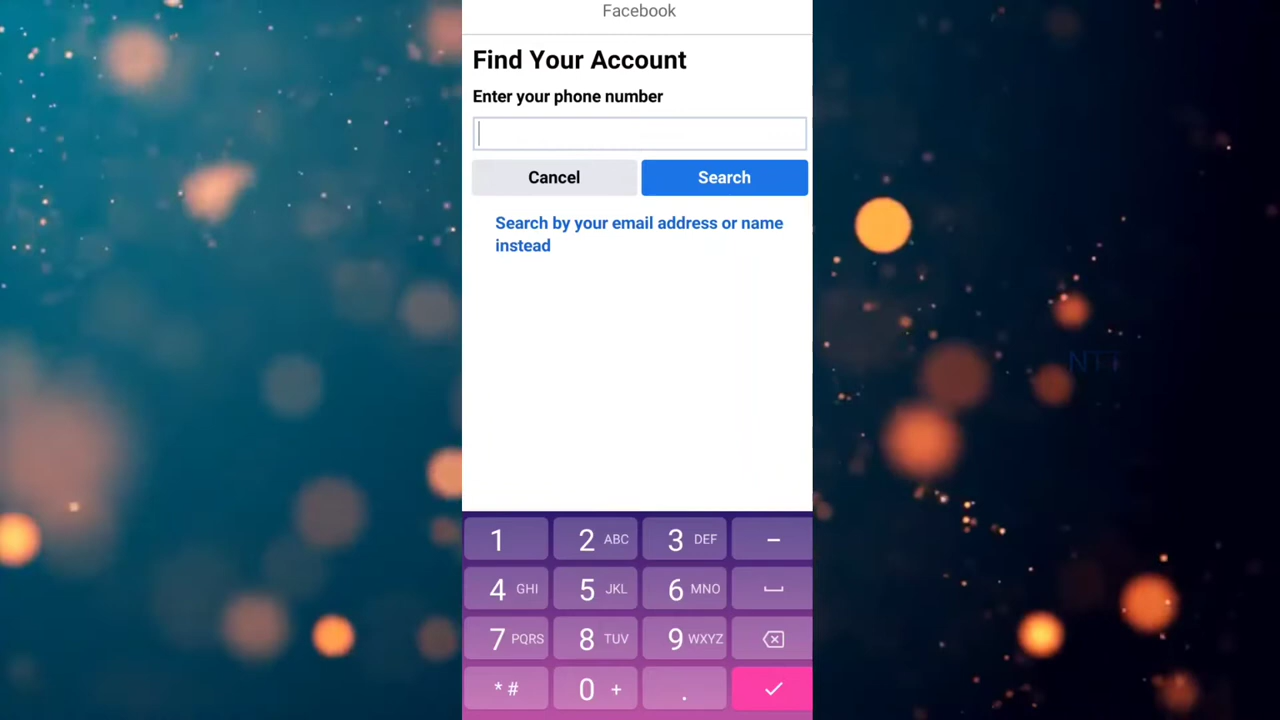 Facebook
Find Your Account
Enter your phone number
Cancel Search
Search by your email address or name
instead
1 2 ABC 3 DEF -
4 GHI 5 JKL 6 MNO
7 PQRS 8 TUV 9 WXYZ
* # 0 + .
NTT